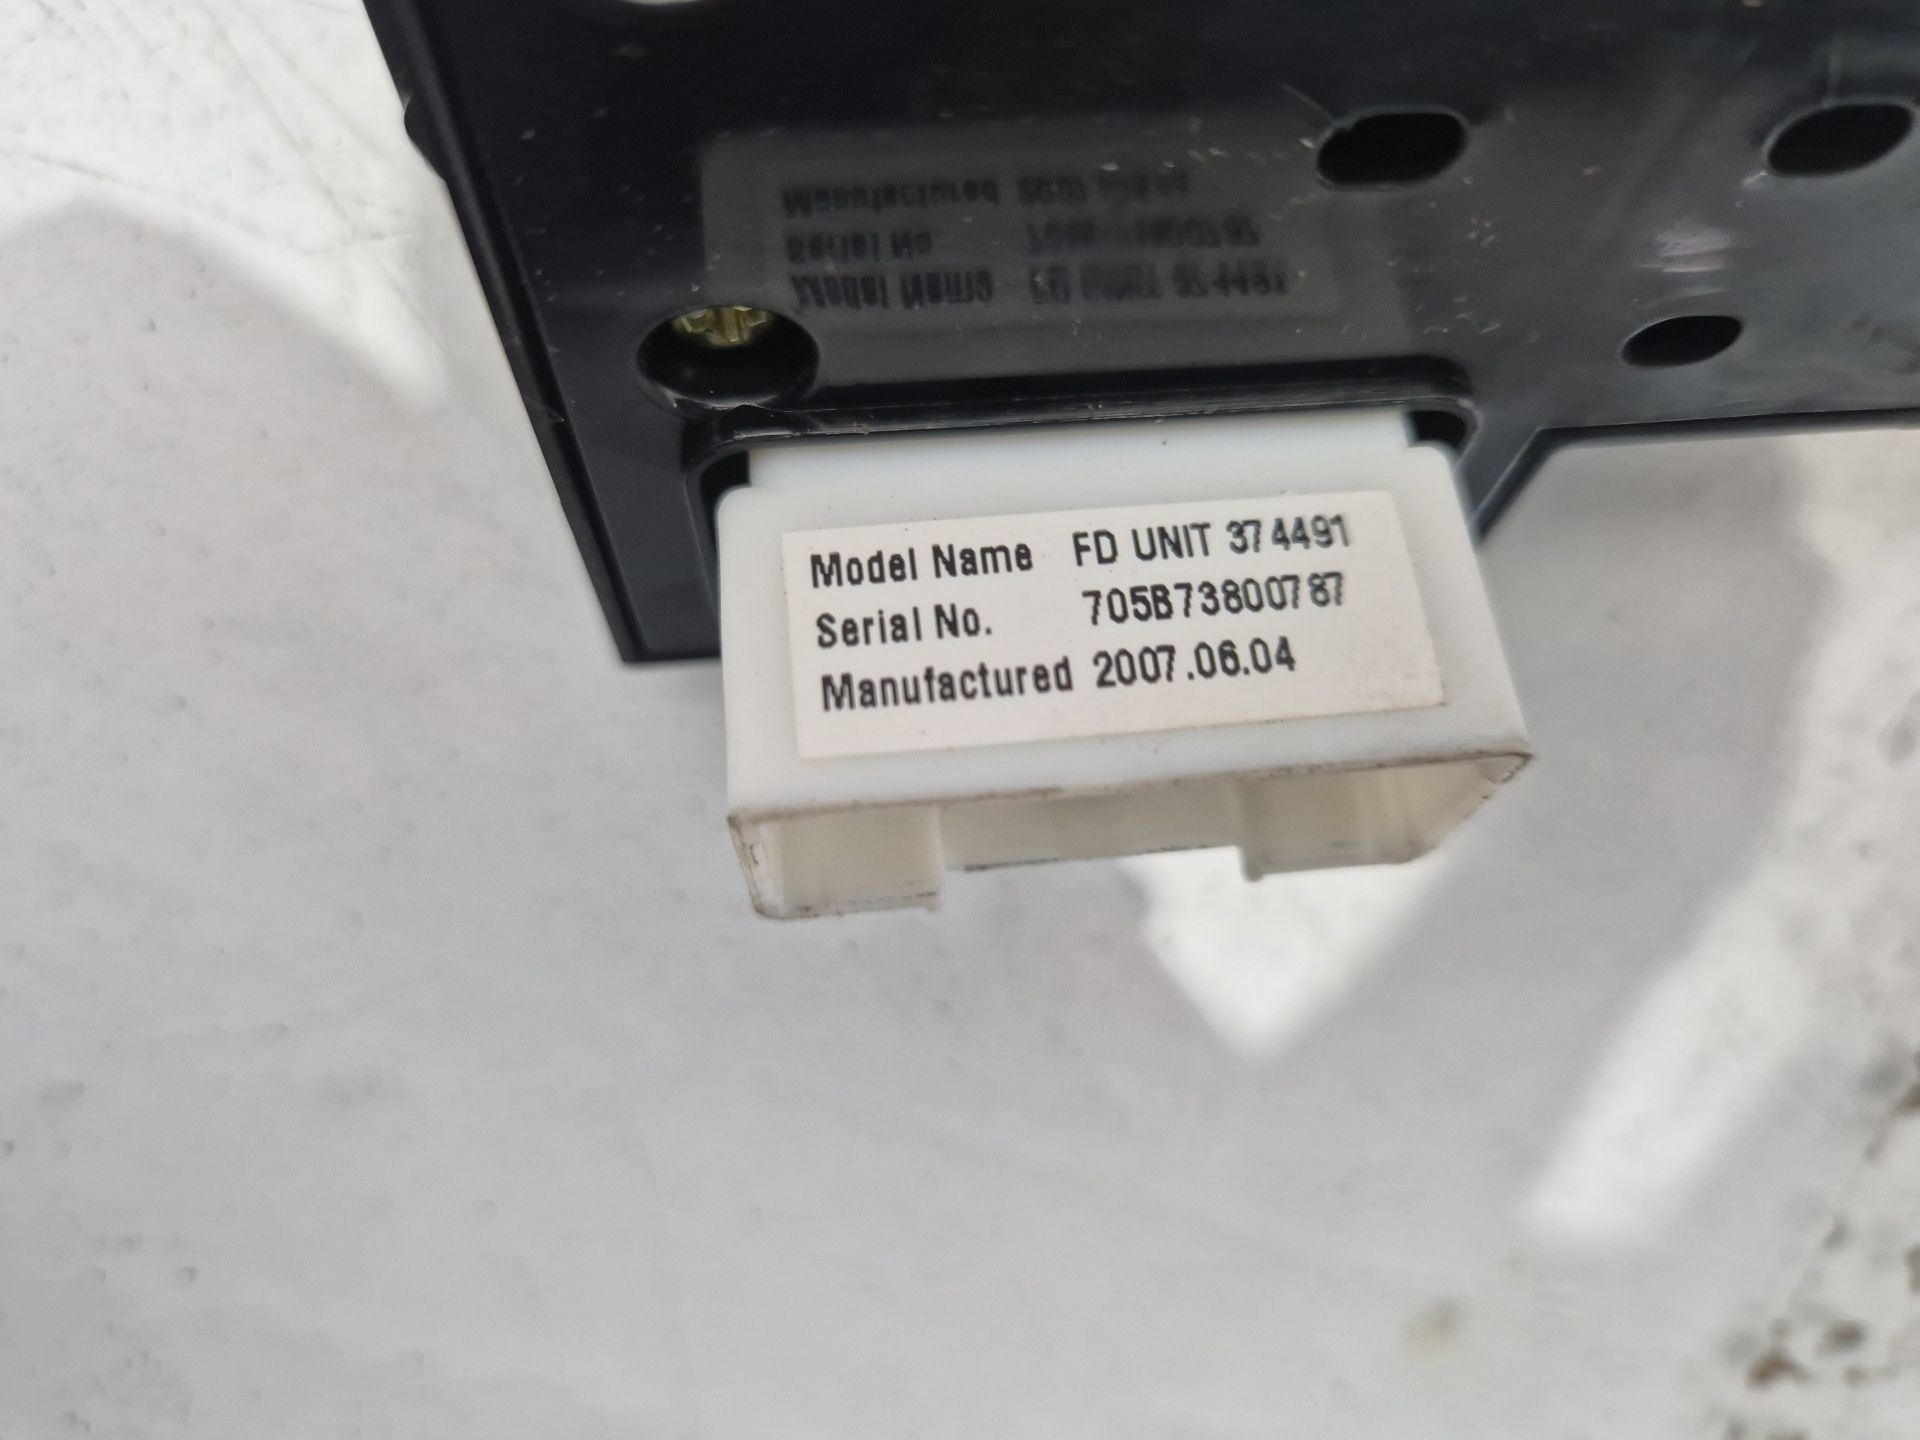 Model Name FD UNIT 374491
Serial No. 705B73800787
Manufactured 2007.06.04